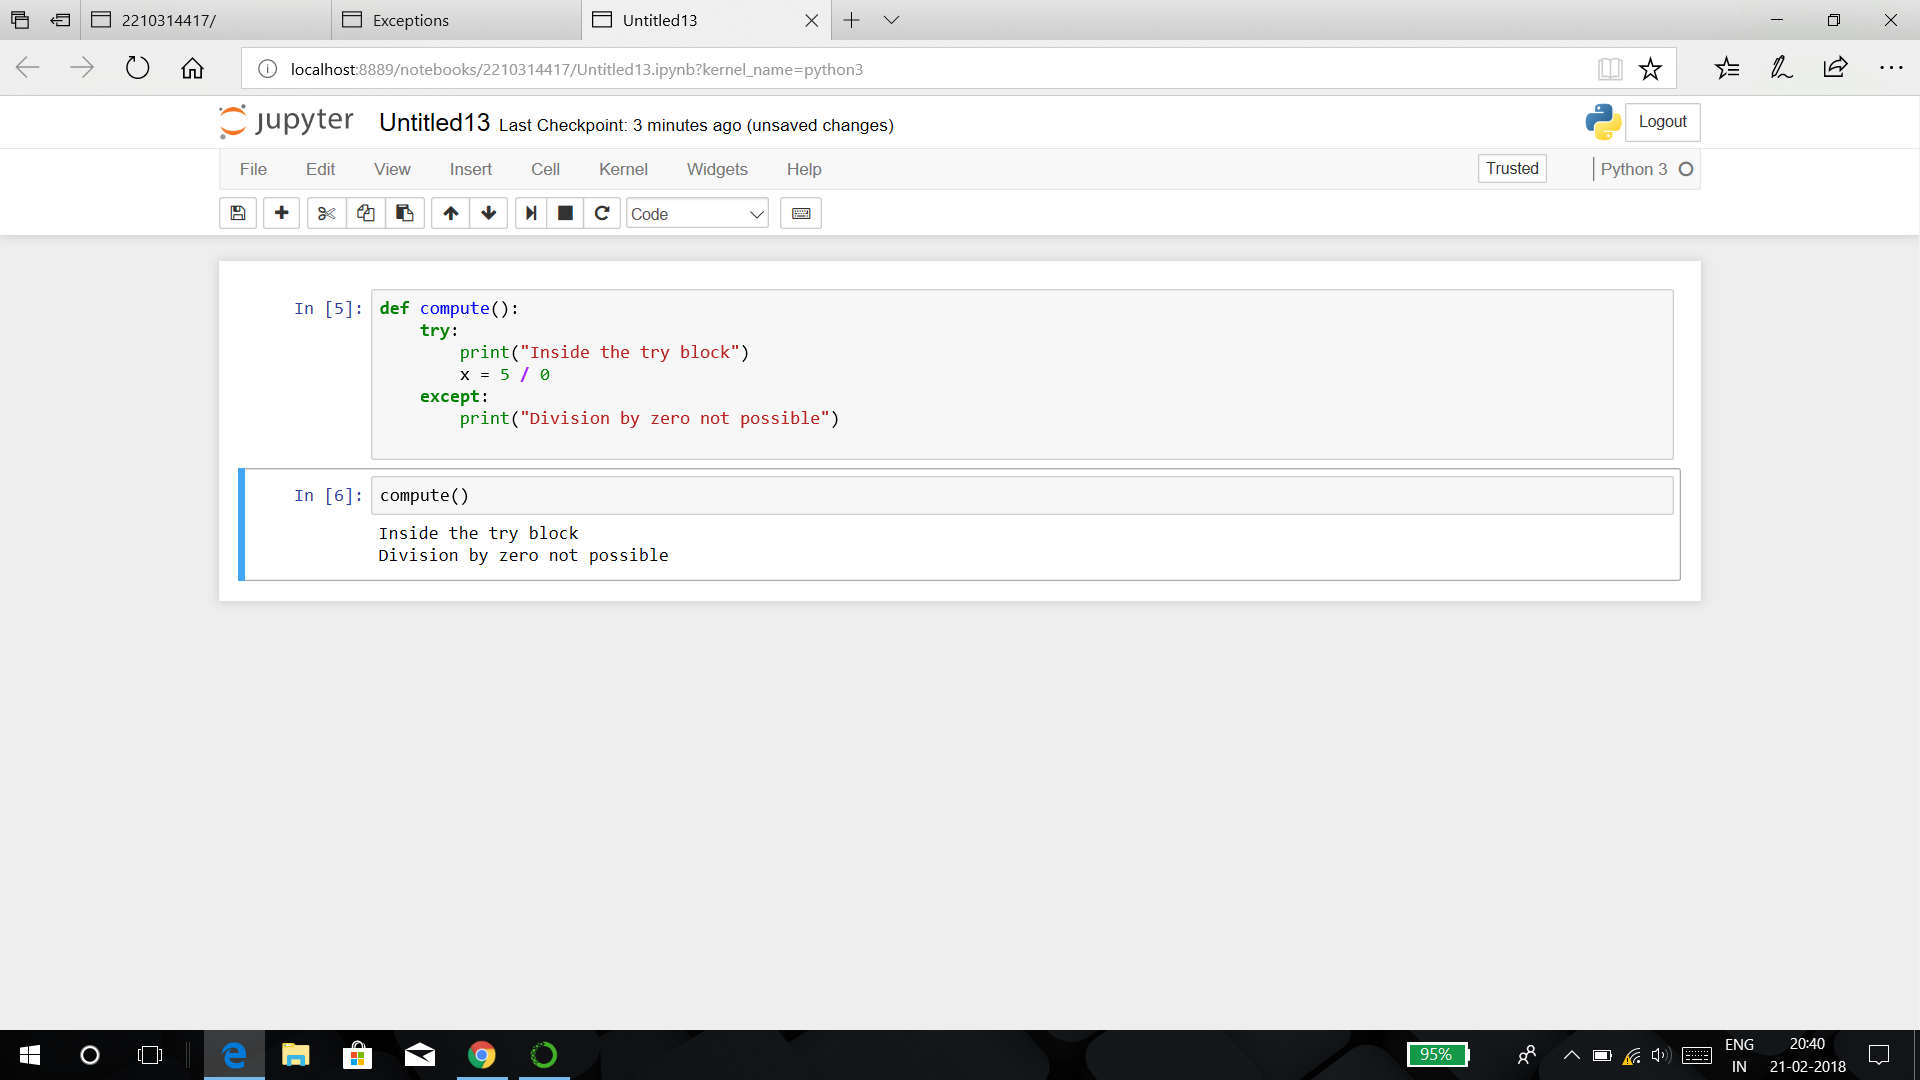 2210314417/
Exceptions
Untitled13
localhost:8889/notebooks/2210314417/Untitled13.ipynb?kernel_name=python3
jupyter Untitled13 Last Checkpoint: 3 minutes ago (unsaved changes)
Logout
File Edit View Insert Cell Kernel Widgets Help
Trusted
Python 3
Code
In [5]: def compute():
    try:
        print("Inside the try block")
        x = 5 / 0
    except:
        print("Division by zero not possible")
In [6]: compute()
Inside the try block
Division by zero not possible
95%
ENG
IN
20:40
21-02-2018